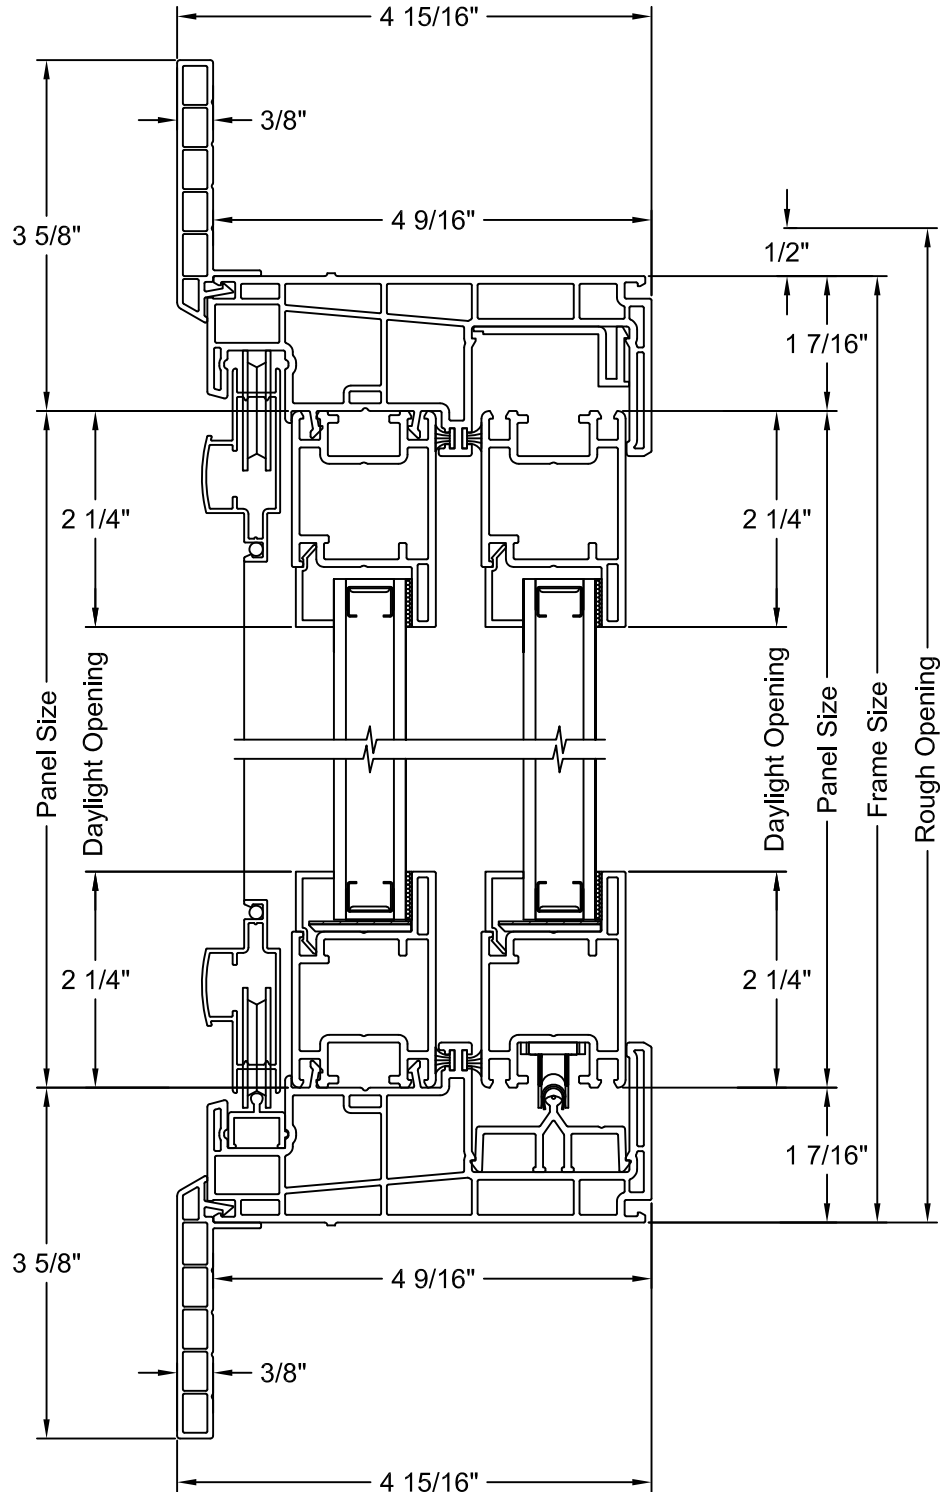 4 15/16"
3/8"
4 9/16"
3 5/8"
1/2"
1 7/16"
2 1/4"
2 1/4"
Panel Size
Daylight Opening
Daylight Opening
Panel Size
Frame Size
Rough Opening
2 1/4"
2 1/4"
1 7/16"
3 5/8"
4 9/16"
3/8"
4 15/16"